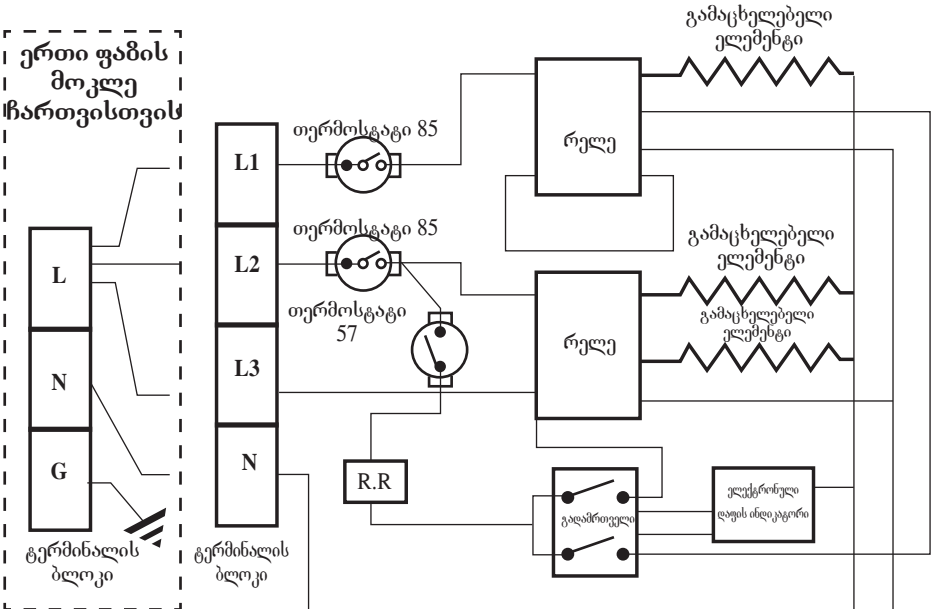 ერთი ფაზის
მოკლე
ჩართვისთვის
L
N
G
ტერმინალის
ბლოკი
L1
L2
L3
N
ტერმინალის
ბლოკი
თერმოსტატი 85
თერმოსტატი 85
თერმოსტატი
57
R.R
რელე
რელე
გამაცხელებელი
ელემენტი
გამაცხელებელი
ელემენტი
გამაცხელებელი
ელემენტი
გადამრთველი
ელექტრონული
დაფის ინდიკატორი